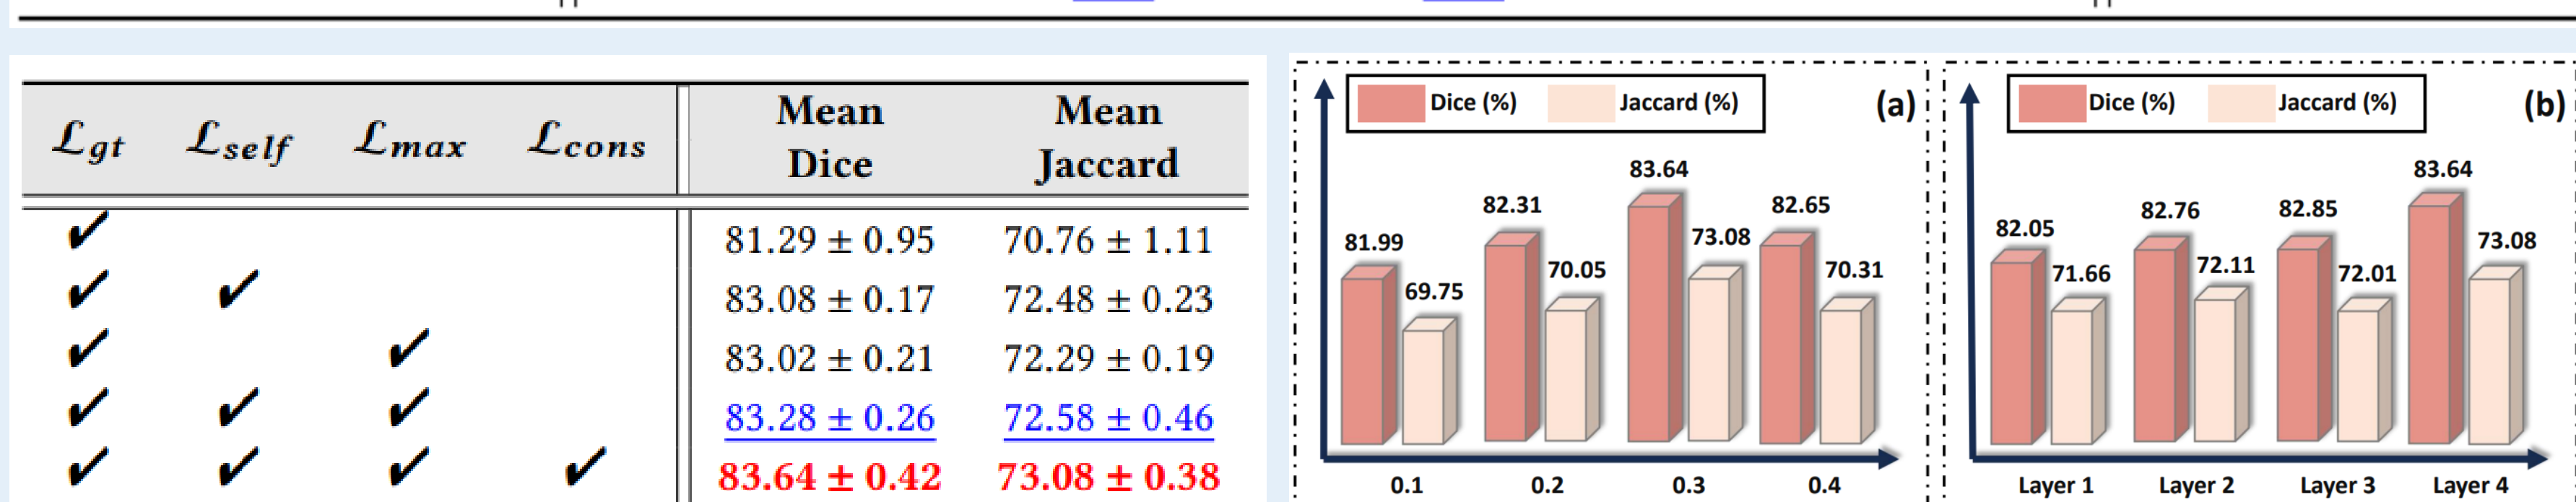 ℒgt ℒself ℒmax ℒcons Mean Dice Mean Jaccard
✔ 81.29 ± 0.95 70.76 ± 1.11
✔ ✔ 83.08 ± 0.17 72.48 ± 0.23
✔ ✔ 83.02 ± 0.21 72.29 ± 0.19
✔ ✔ ✔ 83.28 ± 0.26 72.58 ± 0.46
✔ ✔ ✔ ✔ 83.64 ± 0.42 73.08 ± 0.38
Dice (%) Jaccard (%) (a)
81.99 69.75 82.31 70.05 83.64 73.08 82.65 70.31
0.1 0.2 0.3 0.4
Dice (%) Jaccard (%) (b)
82.05 71.66 82.76 72.11 82.85 72.01 83.64 73.08
Layer 1 Layer 2 Layer 3 Layer 4